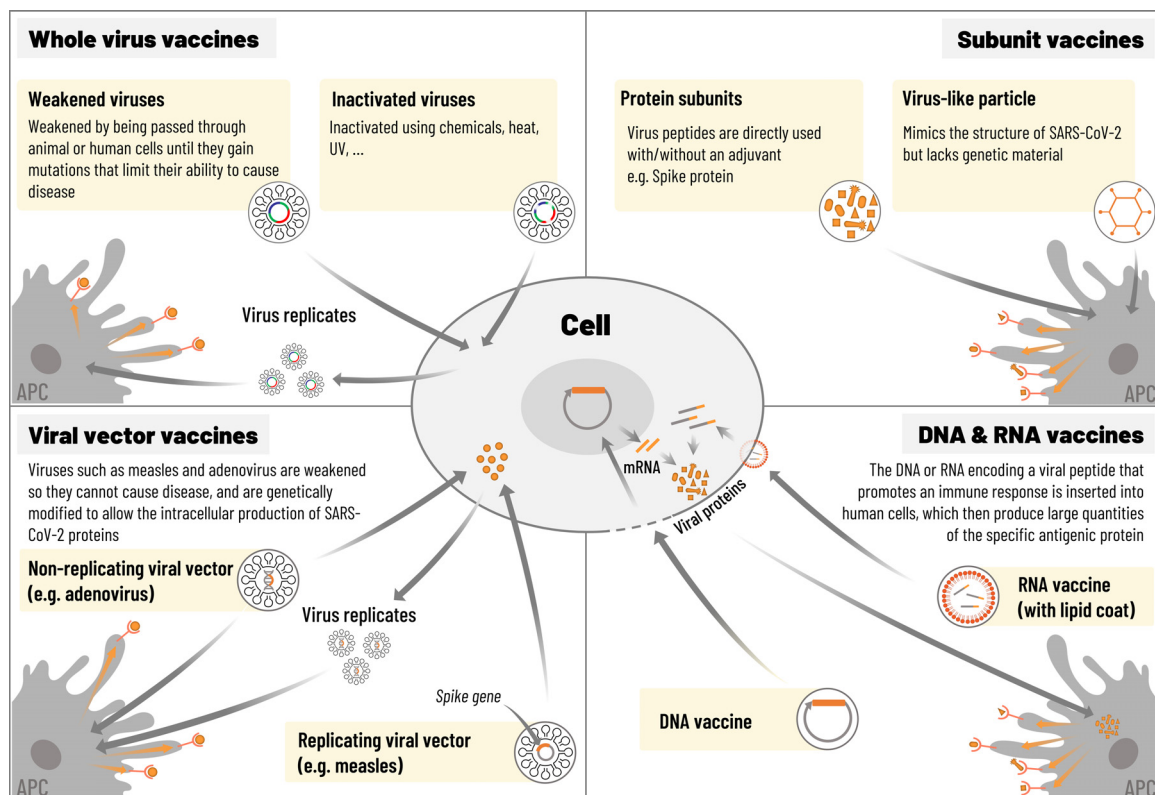 Whole virus vaccines
Weakened viruses
Weakened by being passed through
animal or human cells until they gain
mutations that limit their ability to cause
disease
Inactivated viruses
Inactivated using chemicals, heat,
UV, ...
Virus replicates
APC
Subunit vaccines
Protein subunits
Virus peptides are directly used
with/without an adjuvant
e.g. Spike protein
Virus-like particle
Mimics the structure of SARS-CoV-2
but lacks genetic material
APC
Cell
mRNA
Viral proteins
Viral vector vaccines
Viruses such as measles and adenovirus are weakened
so they cannot cause disease, and are genetically
modified to allow the intracellular production of SARS-
CoV-2 proteins
Non-replicating viral vector
(e.g. adenovirus)
Virus replicates
Spike gene
Replicating viral vector
(e.g. measles)
APC
DNA & RNA vaccines
The DNA or RNA encoding a viral peptide that
promotes an immune response is inserted into
human cells, which then produce large quantities
of the specific antigenic protein
RNA vaccine
(with lipid coat)
DNA vaccine
APC